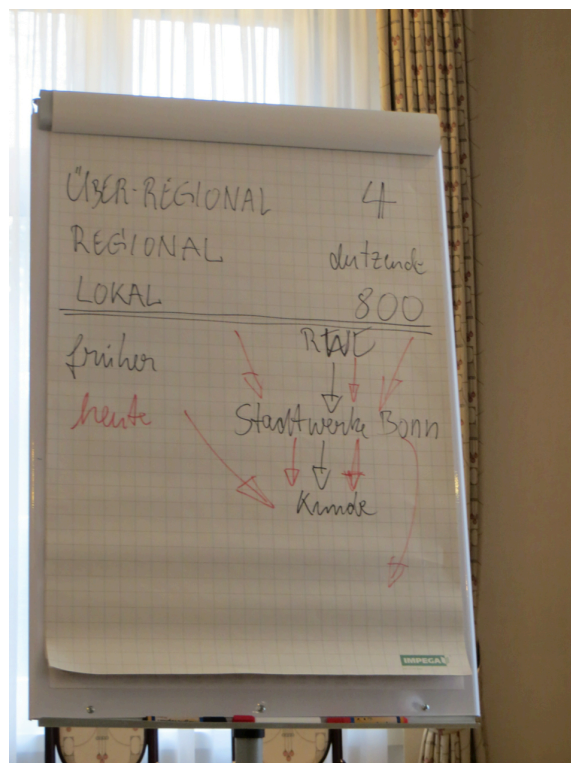 ÜBER-REGIONAL 4
REGIONAL dutzende
LOKAL 800
früher RWE
heute
Stadtwerke Bonn
Kunde
IMPEGA